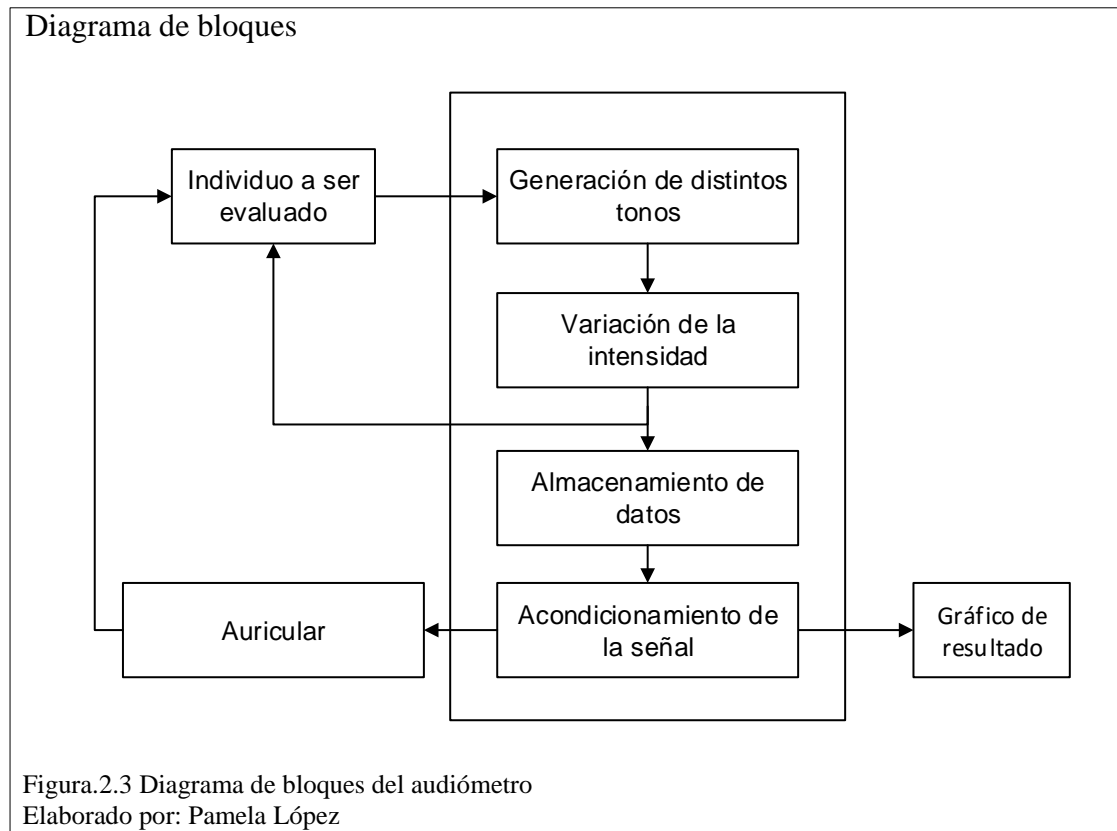 Diagrama de bloques
Individuo a ser
evaluado
Generación de distintos
tonos
Variación de la
intensidad
Almacenamiento de
datos
Auricular
Acondicionamiento de
la señal
Gráfico de
resultado
Figura.2.3 Diagrama de bloques del audiómetro
Elaborado por: Pamela López